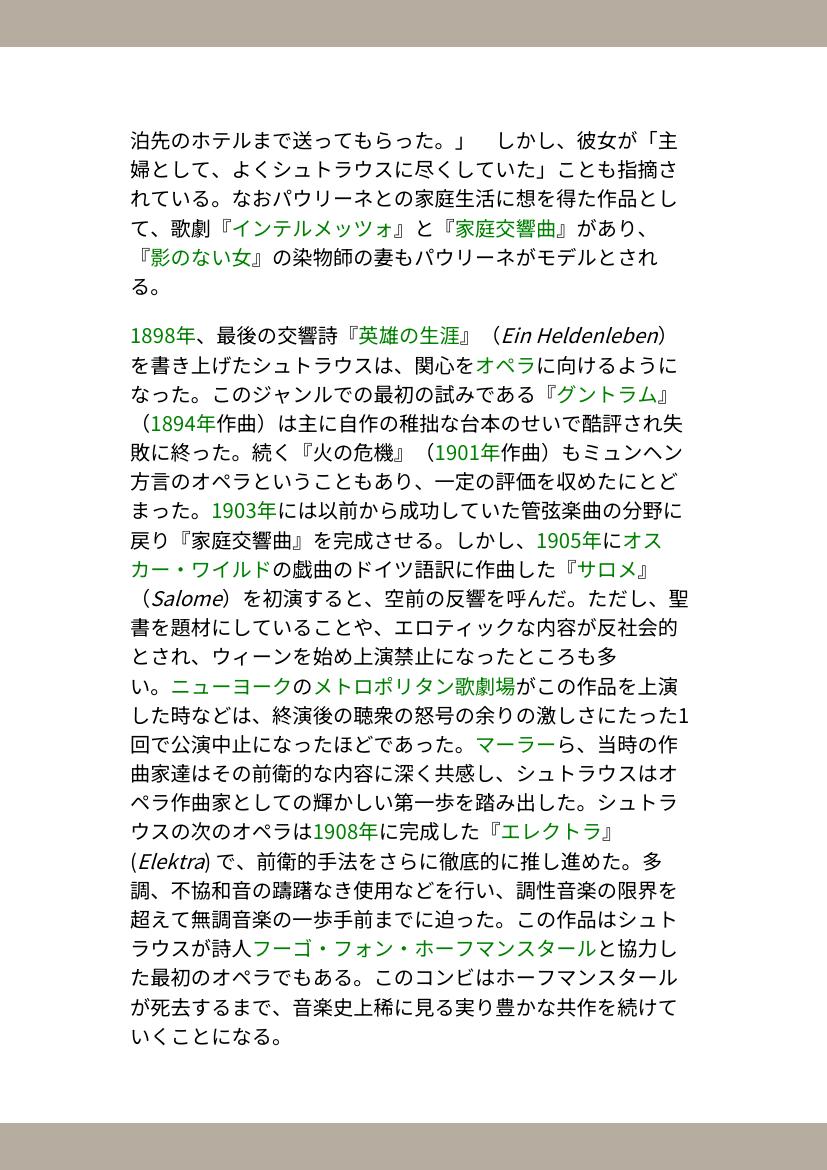 泊先のホテルまで送ってもらった。」　しかし、彼女が「主
婦として、よくシュトラウスに尽くしていた」ことも指摘さ
れている。なおパウリーネとの家庭生活に想を得た作品とし
て、歌劇『インテルメッツォ』と『家庭交響曲』があり、
『影のない女』の染物師の妻もパウリーネがモデルとされ
る。
1898年、最後の交響詩『英雄の生涯』（Ein Heldenleben）
を書き上げたシュトラウスは、関心をオペラに向けるように
なった。このジャンルでの最初の試みである『グントラム』
（1894年作曲）は主に自作の稚拙な台本のせいで酷評され失
敗に終った。続く『火の危機』（1901年作曲）もミュンヘン
方言のオペラということもあり、一定の評価を収めたにとど
まった。1903年には以前から成功していた管弦楽曲の分野に
戻り『家庭交響曲』を完成させる。しかし、1905年にオス
カー・ワイルドの戯曲のドイツ語訳に作曲した『サロメ』
（Salome）を初演すると、空前の反響を呼んだ。ただし、聖
書を題材にしていることや、エロティックな内容が反社会的
とされ、ウィーンを始め上演禁止になったところも多
い。ニューヨークのメトロポリタン歌劇場がこの作品を上演
した時などは、終演後の聴衆の怒号の余りの激しさにたった1
回で公演中止になったほどであった。マーラーら、当時の作
曲家達はその前衛的な内容に深く共感し、シュトラウスはオ
ペラ作曲家としての輝かしい第一歩を踏み出した。シュトラ
ウスの次のオペラは1908年に完成した『エレクトラ』
(Elektra) で、前衛的手法をさらに徹底的に推し進めた。多
調、不協和音の躊躇なき使用などを行い、調性音楽の限界を
超えて無調音楽の一歩手前までに迫った。この作品はシュト
ラウスが詩人フーゴ・フォン・ホーフマンスタールと協力し
た最初のオペラでもある。このコンビはホーフマンスタール
が死去するまで、音楽史上稀に見る実り豊かな共作を続けて
いくことになる。